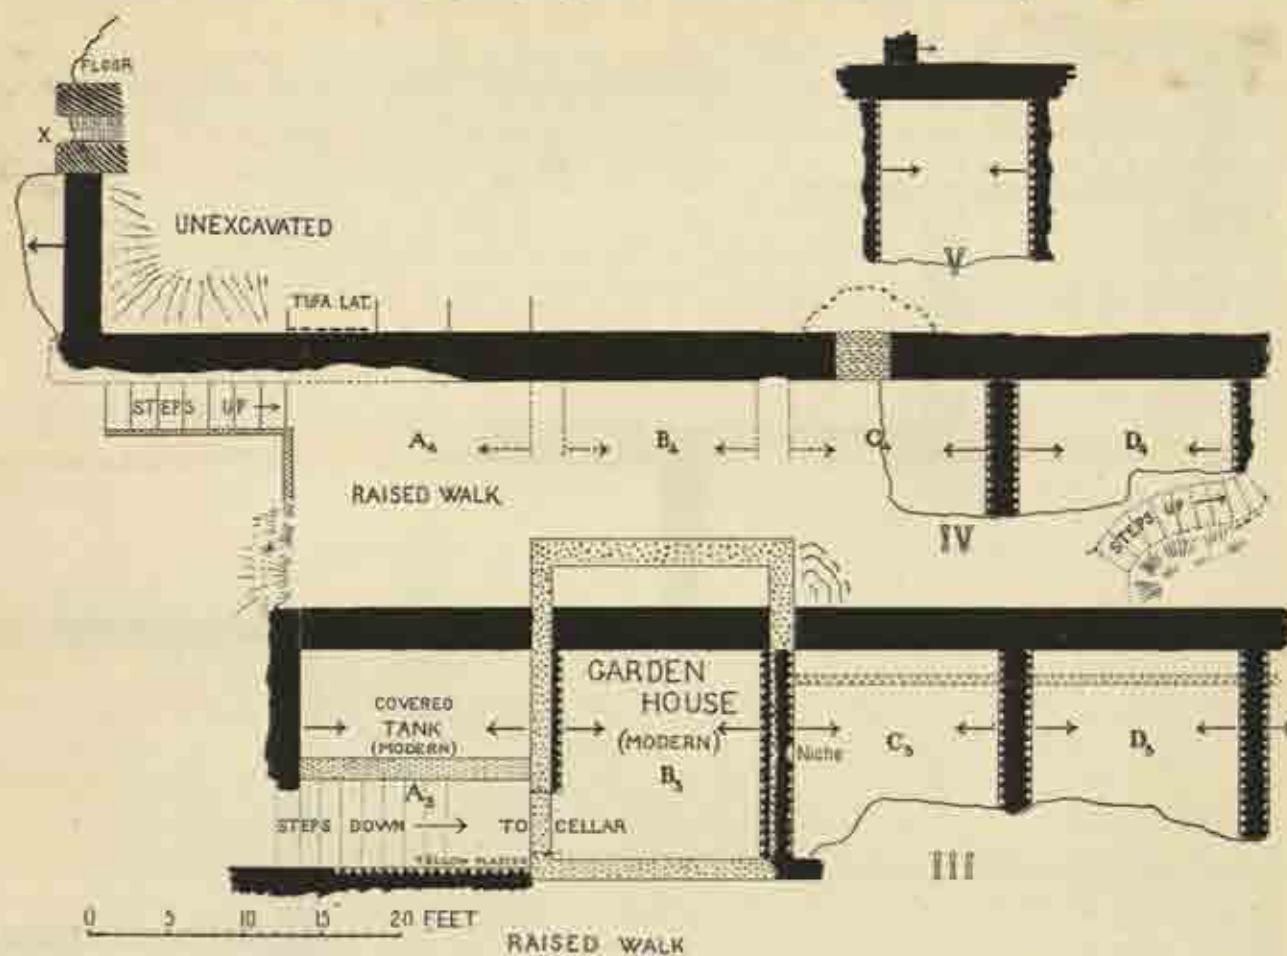 FLOOR
X
UNEXCAVATED
TUFA LAT.
V
STEPS UP
A₄
B₄
C₄
D₄
RAISED WALK
IV
STEPS UP
GARDEN
HOUSE
(MODERN)
B₃
COVERED
TANK
(MODERN)
Niche
C₃
D₃
A₃
STEPS DOWN TO CELLAR
YELLOW PLASTER
III
0 5 10 15 20 FEET
RAISED WALK